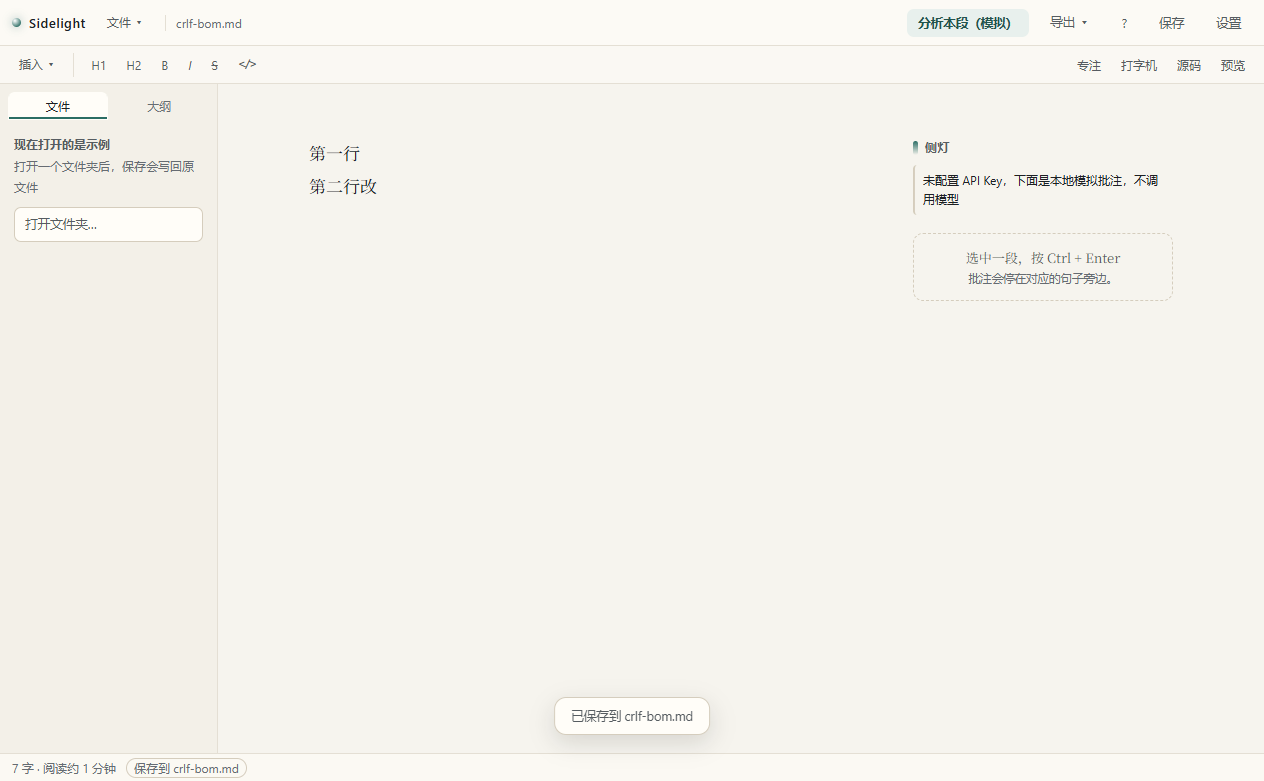 Sidelight 文件 crlf-bom.md 分析本段（模拟） 导出 ? 保存 设置
插入 H1 H2 B I S </> 专注 打字机 源码 预览
文件 大纲
现在打开的是示例
打开一个文件夹后，保存会写回原
文件
打开文件夹...
第一行
第二行改
侧灯
未配置 API Key，下面是本地模拟批注，不调
用模型
选中一段，按 Ctrl + Enter
批注会停在对应的句子旁边。
已保存到 crlf-bom.md
7 字 · 阅读约 1 分钟 保存到 crlf-bom.md